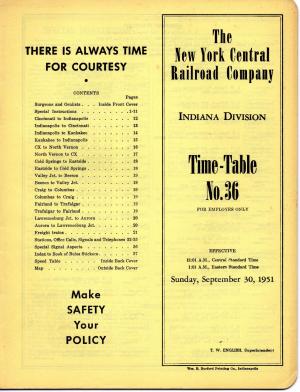 THERE IS ALWAYS TIME
FOR COURTESY
CONTENTS
Pages
Surgeons and Oculists . . . Inside Front Cover
Special Instructions . . . 1-11
Cincinnati to Indianapolis . . . 12
Indianapolis to Cincinnati . . . 13
Indianapolis to Kankakee . . . 14
Kankakee to Indianapolis . . . 15
CX to North Vernon . . . 16
North Vernon to CX . . . 17
Cold Springs to Eastside . . . 18
Eastside to Cold Springs . . . 18
Valley Jct. to Beeson . . . 19
Beeson to Valley Jct. . . . 19
Craig to Columbus . . . 19
Columbus to Craig . . . 19
Fairland to Trafalgar . . . 19
Trafalgar to Fairland . . . 19
Lawrenceburg Jct. to Aurora . . . 20
Aurora to Lawrenceburg Jct. . . . 20
Freight trains . . . 21
Stations, Office Calls, Signals and Telephones 22-25
Special Signal Aspects . . . 26
Index to Book of Rules Stickers . . . 27
Speed Table . . . Inside Back Cover
Map . . . Outside Back Cover
Make
SAFETY
Your
POLICY
The
New York Central
Railroad Company
INDIANA DIVISION
Time-Table
No. 36
FOR EMPLOYES ONLY
EFFECTIVE
12:01 A.M., Central Standard Time
1:01 A.M., Eastern Standard Time
Sunday, September 30, 1951
T. W. ENGLISH, Superintendent
Wm. B. Burford Printing Co., Indianapolis